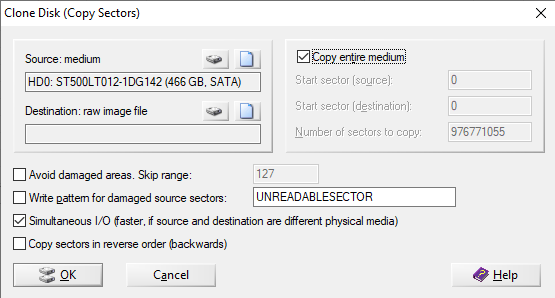 Clone Disk (Copy Sectors)
Source: medium
HD0: ST500LT012-1DG142 (466 GB, SATA)
Destination: raw image file
Copy entire medium
Start sector (source): 0
Start sector (destination): 0
Number of sectors to copy: 976771055
Avoid damaged areas. Skip range: 127
Write pattern for damaged source sectors: UNREADABLESECTOR
Simultaneous I/O (faster, if source and destination are different physical media)
Copy sectors in reverse order (backwards)
OK Cancel Help